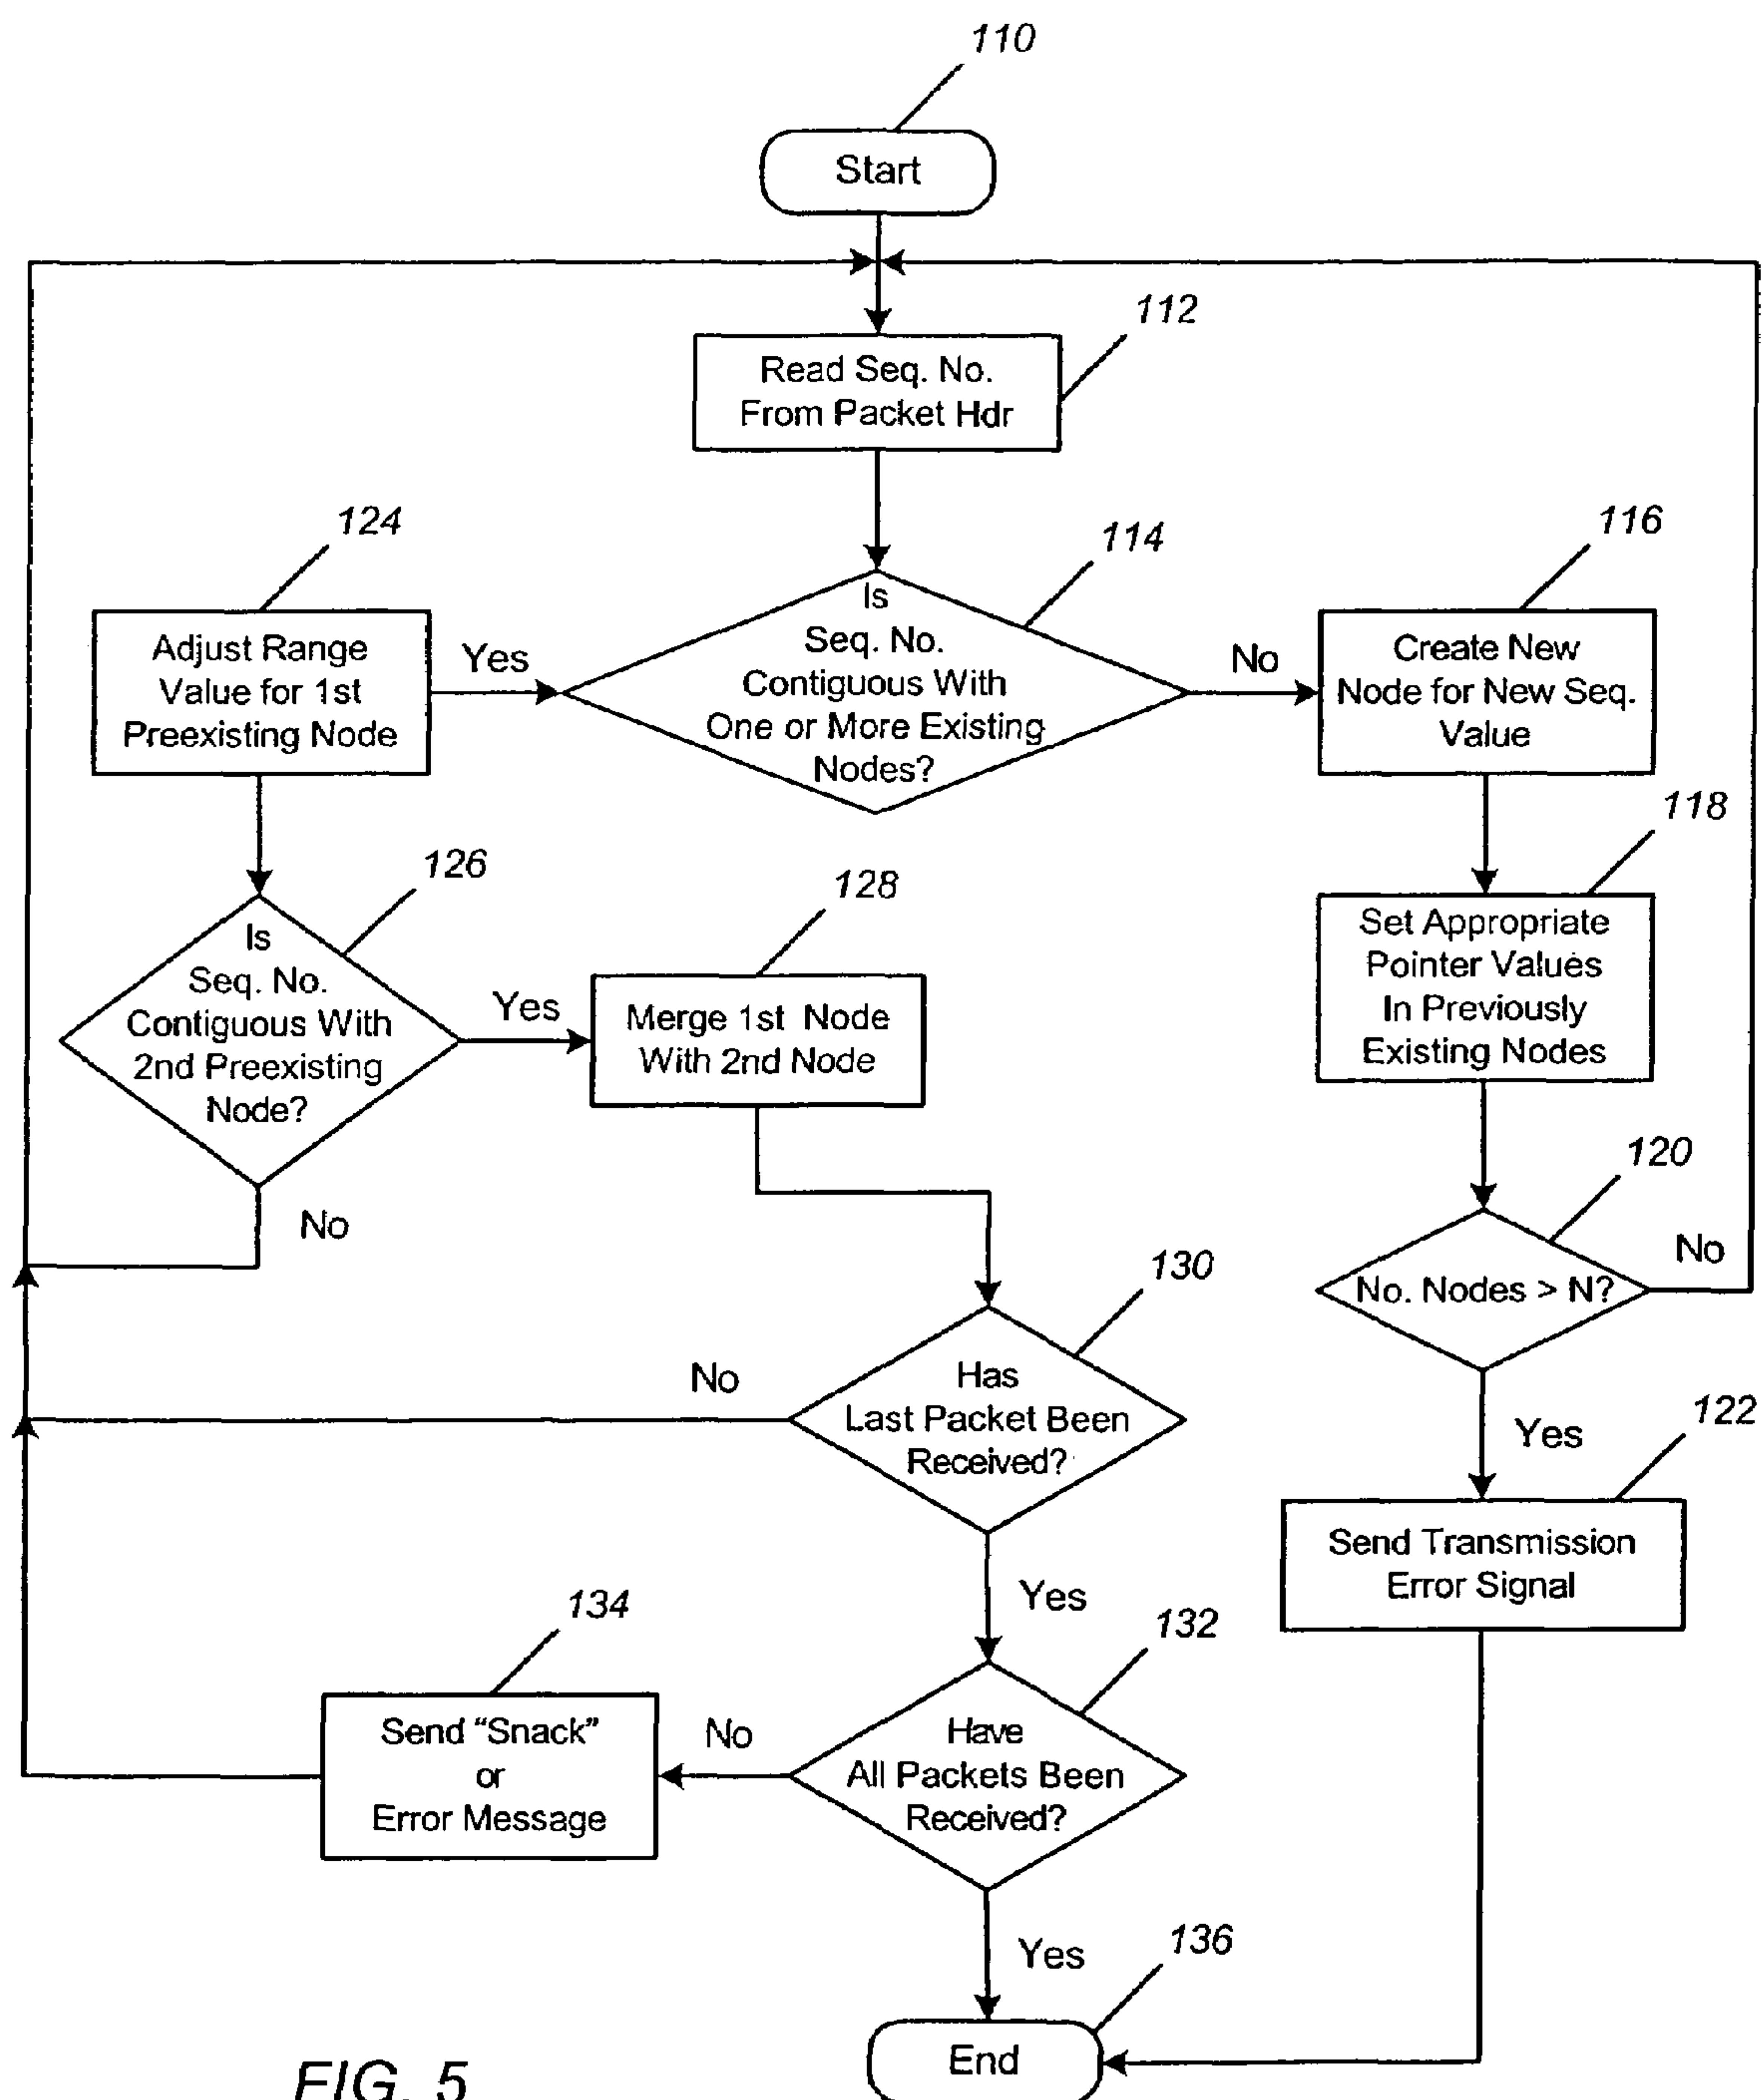 110
Start
112
Read Seq. No.
From Packet Hdr
124
114
116
Adjust Range
Value for 1st
Preexisting Node
Yes
Is
Seq. No.
Contiguous With
One or More Existing
Nodes?
No
Create New
Node for New Seq.
Value
118
Set Appropriate
Pointer Values
In Previously
Existing Nodes
126
Is
Seq. No.
Contiguous With
2nd Preexisting
Node?
Yes
No
128
Merge 1st Node
With 2nd Node
120
No. Nodes > N?
No
Yes
130
Has
Last Packet Been
Received?
No
Yes
122
Send Transmission
Error Signal
132
Have
All Packets Been
Received?
No
134
Send “Snack”
or
Error Message
Yes
136
End
FIG. 5